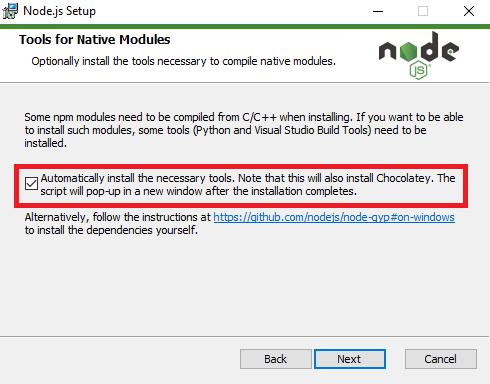 Node.js Setup
Tools for Native Modules
Optionally install the tools necessary to compile native modules.
node
JS
Some npm modules need to be compiled from C/C++ when installing. If you want to be able
to install such modules, some tools (Python and Visual Studio Build Tools) need to be
installed.
Automatically install the necessary tools. Note that this will also install Chocolatey. The
script will pop-up in a new window after the installation completes.
Alternatively, follow the instructions at https://github.com/nodejs/node-gyp#on-windows
to install the dependencies yourself.
Back
Next
Cancel